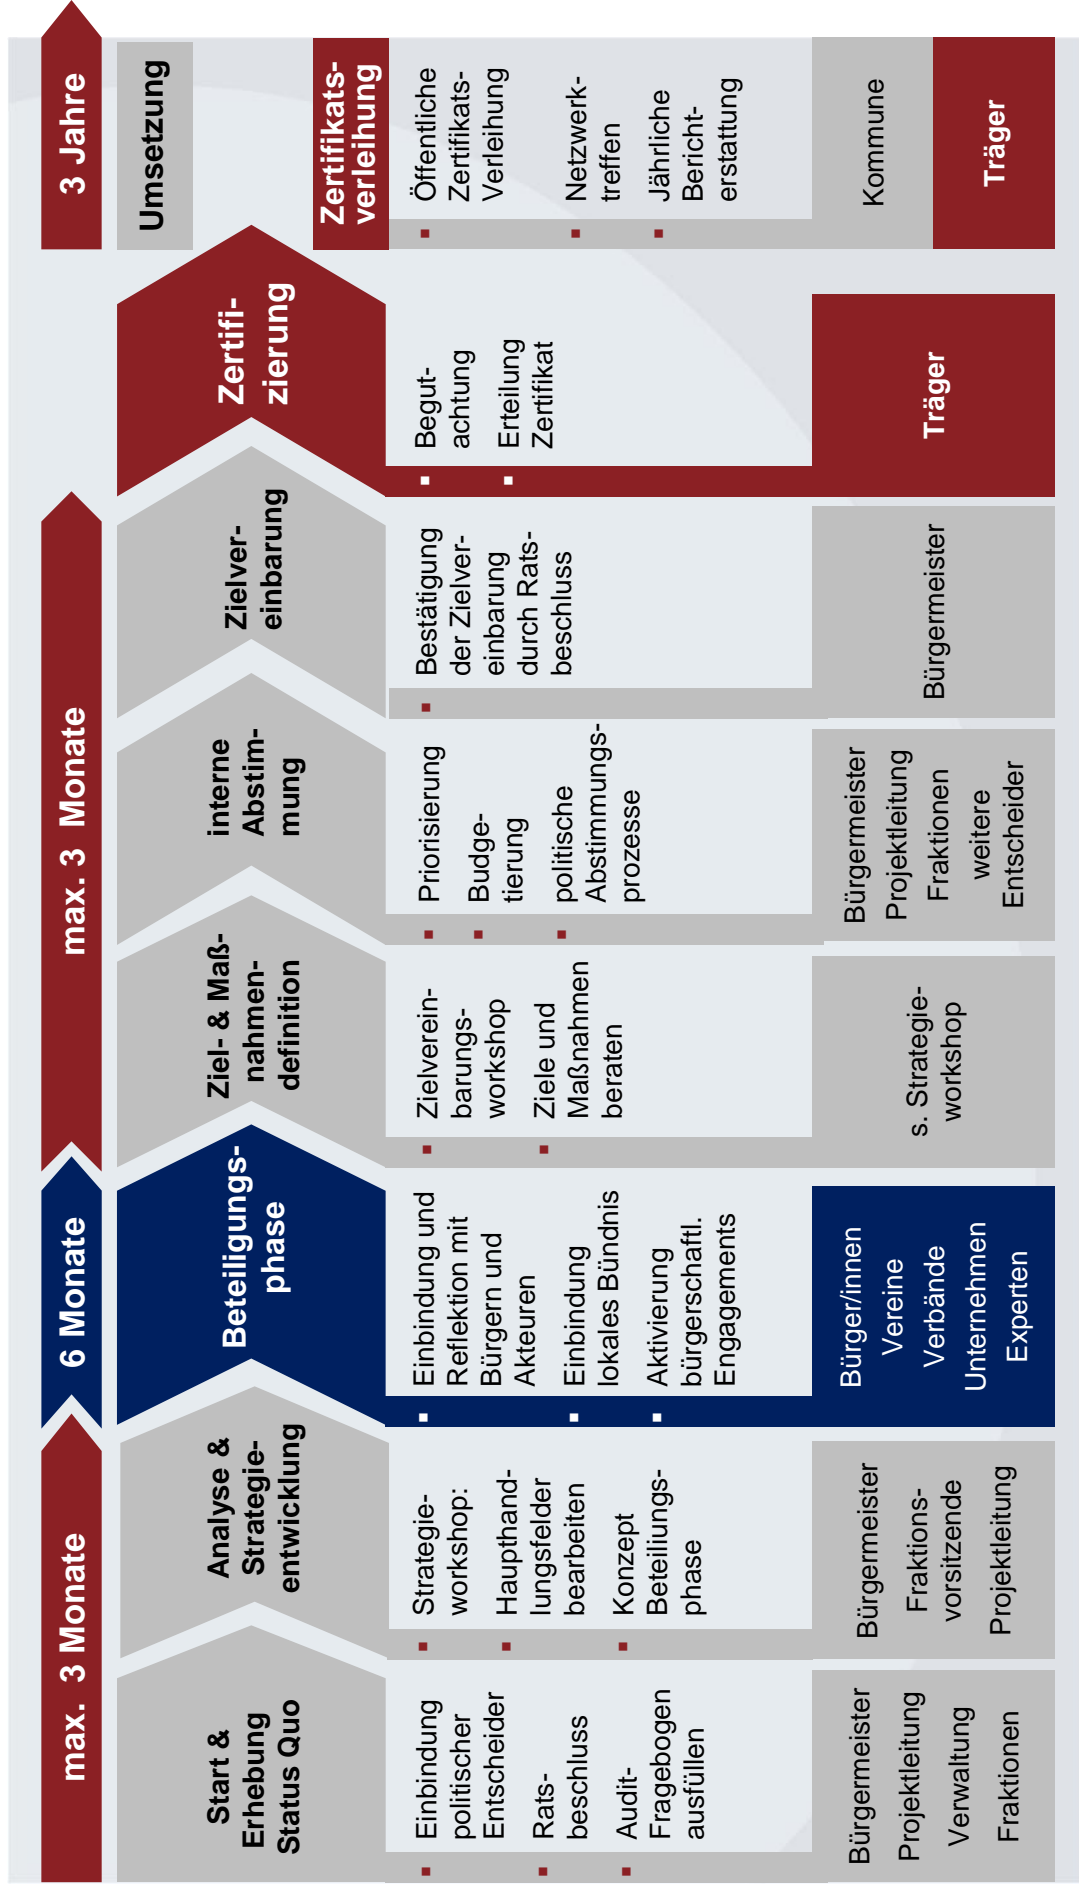 max. 3 Monate
6 Monate
max. 3 Monate
3 Jahre
Start &
Erhebung
Status Quo
Analyse &
Strategie-
entwicklung
Beteiligungs-
phase
Ziel- & Maß-
nahmen-
definition
interne
Abstim-
mung
Zielver-
einbarung
Zertifi-
zierung
Umsetzung
Zertifikats-
verleihung
Einbindung
politischer
Entscheider
Rats-
beschluss
Audit-
Fragebogen
ausfüllen
Strategie-
workshop:
Haupthand-
lungsfelder
bearbeiten
Konzept
Beteilungs-
phase
Einbindung und
Reflektion mit
Bürgern und
Akteuren
Einbindung
lokales Bündnis
Aktivierung
bürgerschaftl.
Engagements
Zielverein-
barungs-
workshop
Ziele und
Maßnahmen
beraten
Priorisierung
Budge-
tierung
politische
Abstimmungs-
prozesse
Bestätigung
der Zielver-
einbarung
durch Rats-
beschluss
Begut-
achtung
Erteilung
Zertifikat
Öffentliche
Zertifikats-
Verleihung
Netzwerk-
treffen
Jährliche
Bericht-
erstattung
Bürgermeister
Projektleitung
Verwaltung
Fraktionen
Bürgermeister
Fraktions-
vorsitzende
Projektleitung
Bürger/innen
Vereine
Verbände
Unternehmen
Experten
s. Strategie-
workshop
Bürgermeister
Projektleitung
Fraktionen
weitere
Entscheider
Bürgermeister
Träger
Kommune
Träger